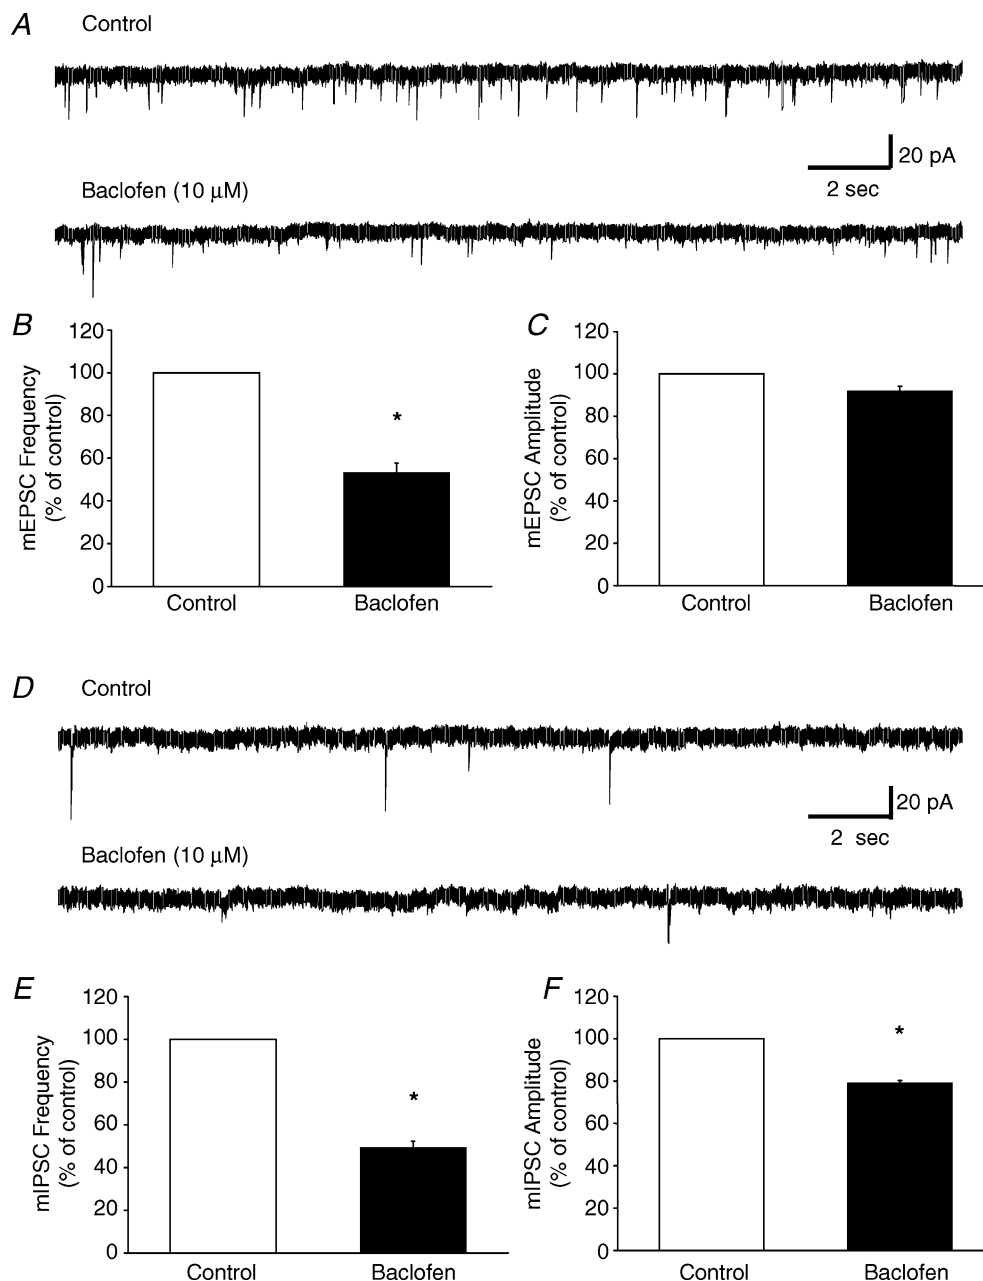 A Control
20 pA
2 sec
Baclofen (10 μM)
B
120
100
80
60
40
20
0
mEPSC Frequency
(% of control)
*
Control Baclofen
C
120
100
80
60
40
20
0
mEPSC Amplitude
(% of control)
Control Baclofen
D Control
20 pA
2 sec
Baclofen (10 μM)
E
120
100
80
60
40
20
0
mIPSC Frequency
(% of control)
*
Control Baclofen
F
120
100
80
60
40
20
0
mIPSC Amplitude
(% of control)
*
Control Baclofen